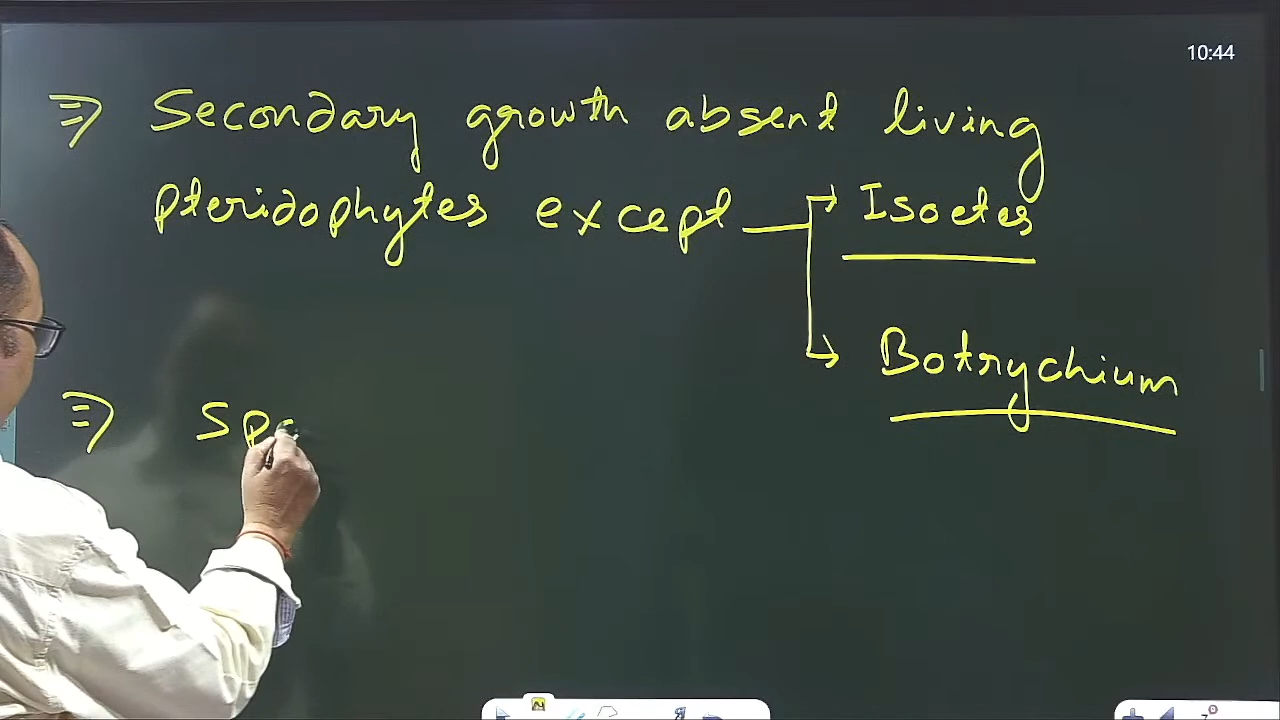 10:44
⇒ Secondary growth absent living
pteridophytes except → Isoetes
→ Botrychium
⇒ Sp